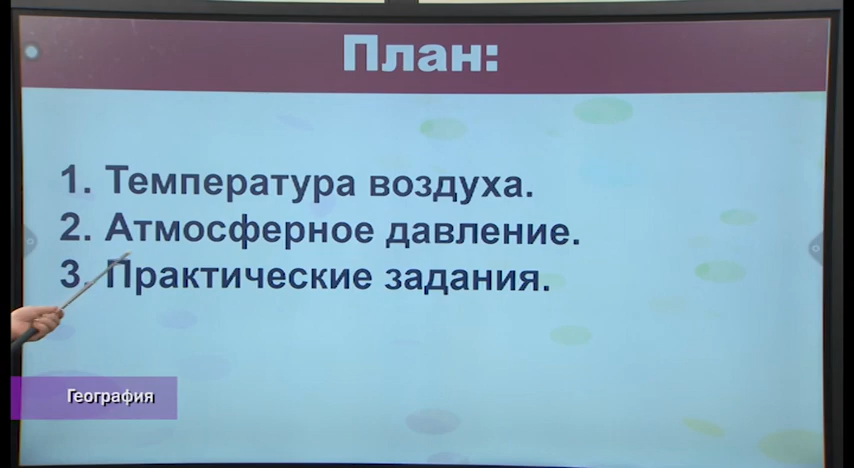 План:
1. Температура воздуха.
2. Атмосферное давление.
3. Практические задания.
География